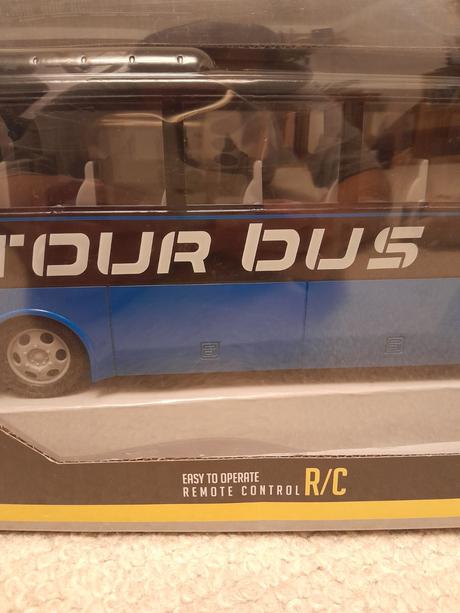 TOUR BUS
EASY TO OPERATE
REMOTE CONTROL R/C